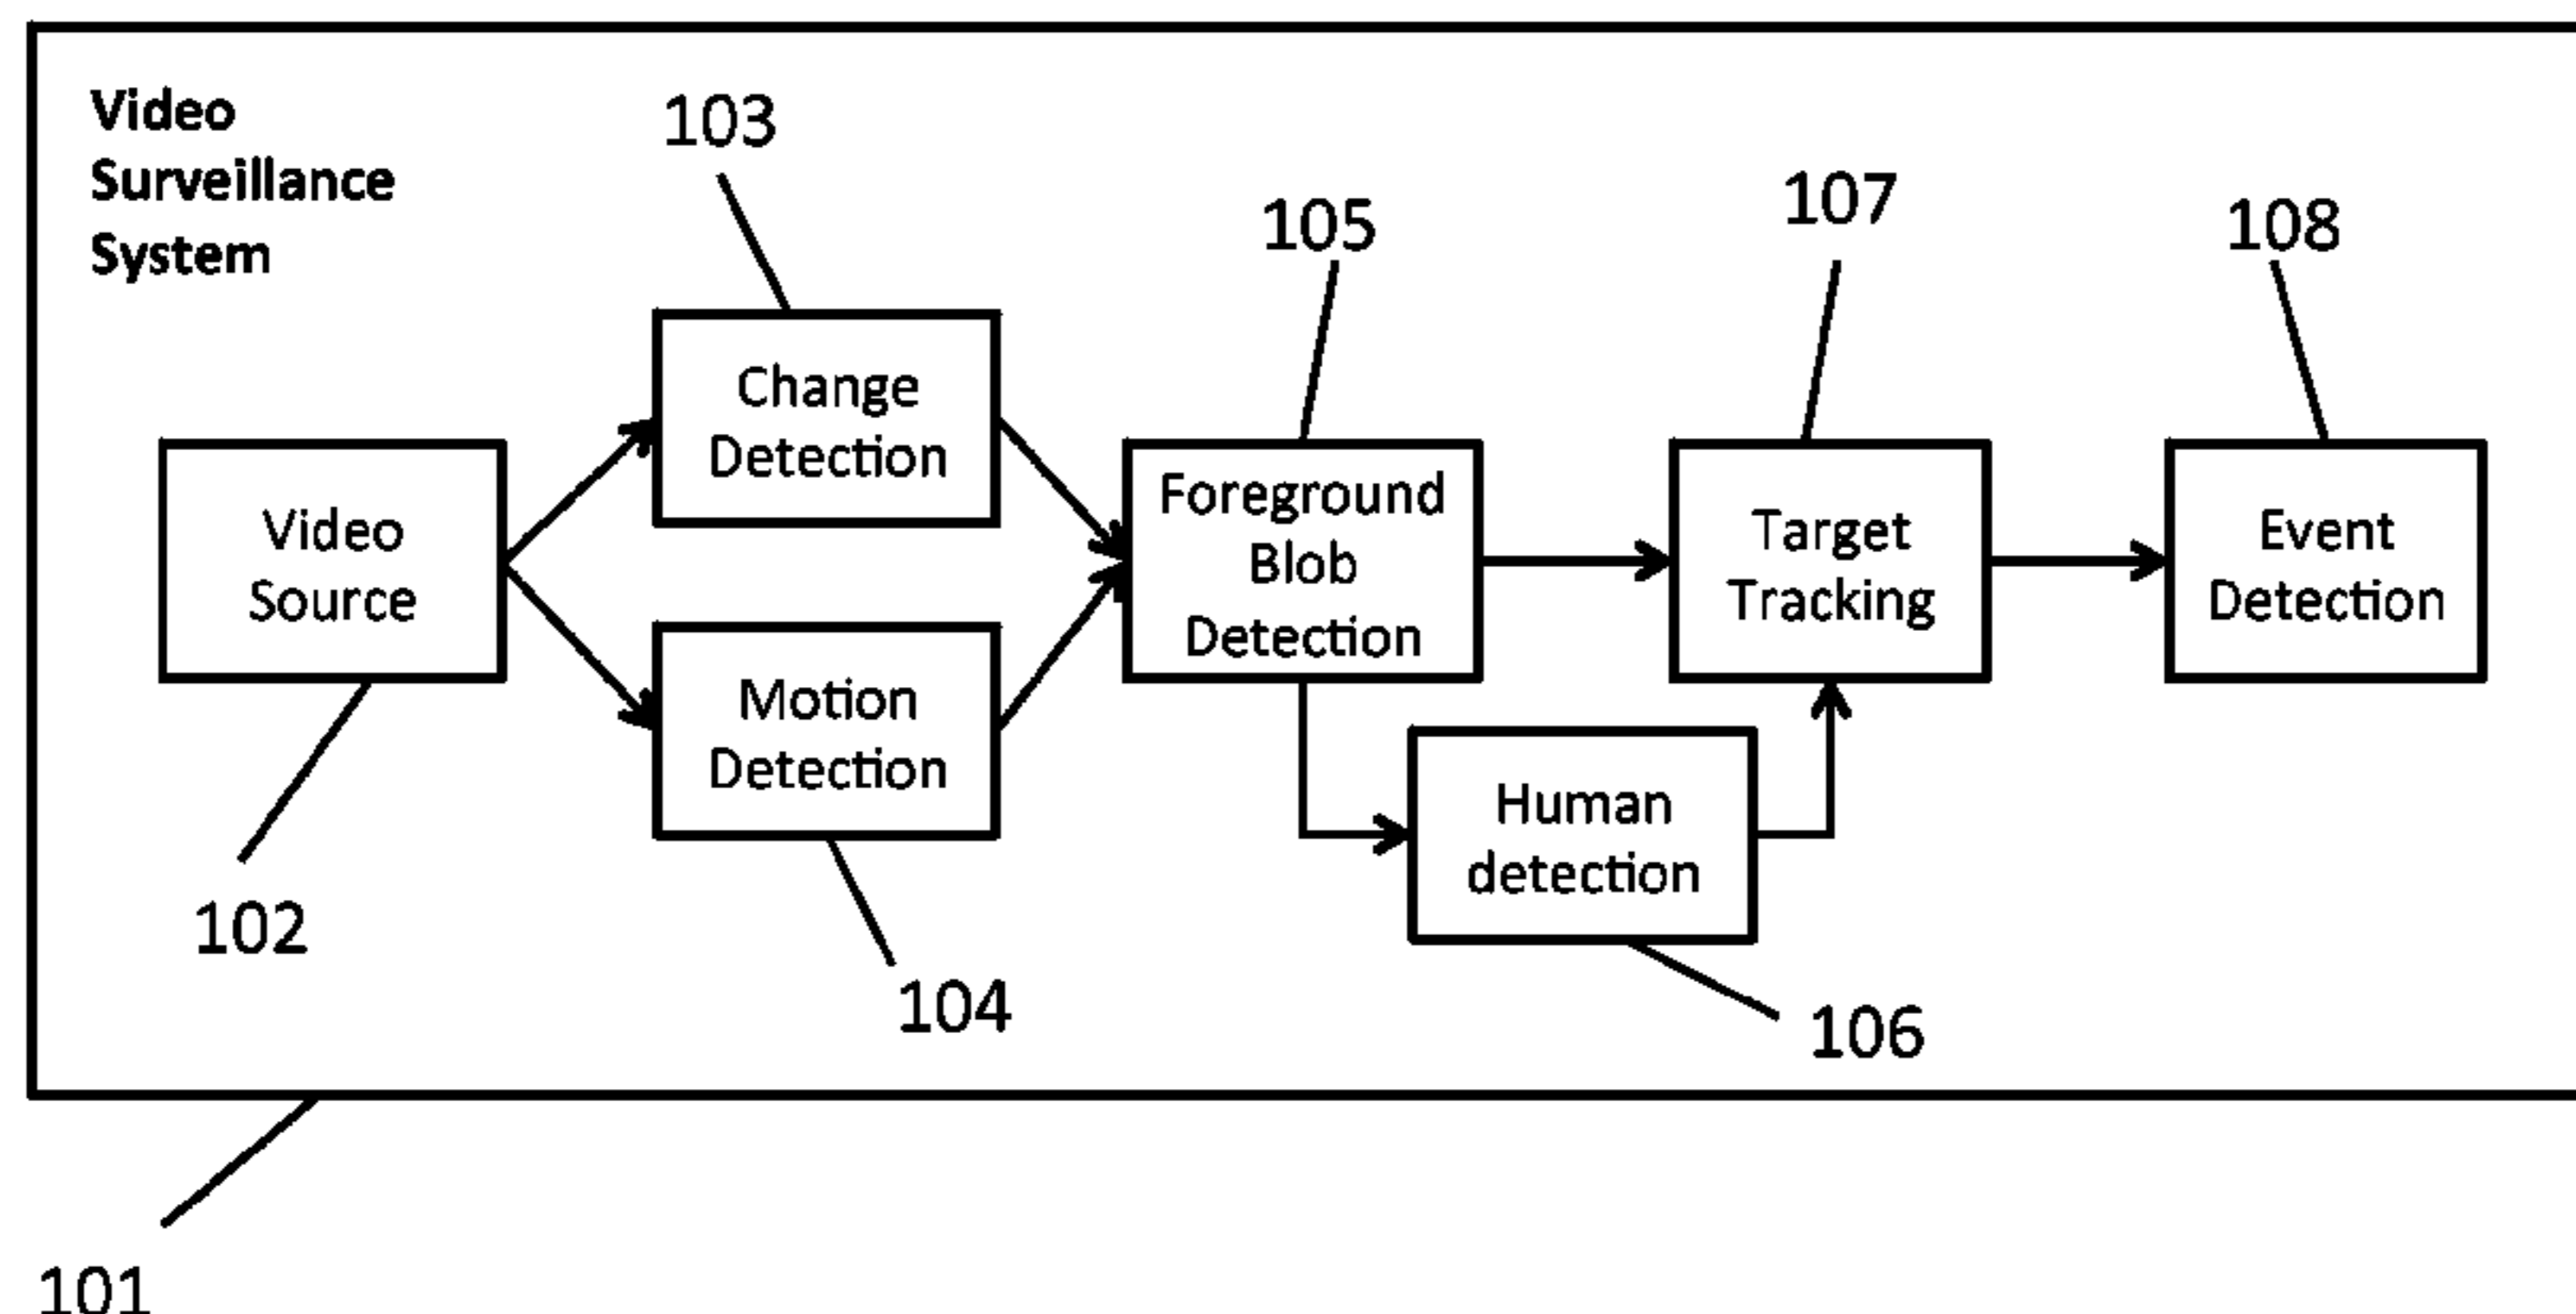 Video
Surveillance
System
103
105
107
108
Change
Detection
Video
Source
Foreground
Blob
Detection
Target
Tracking
Event
Detection
Motion
Detection
Human
detection
102
104
106
101